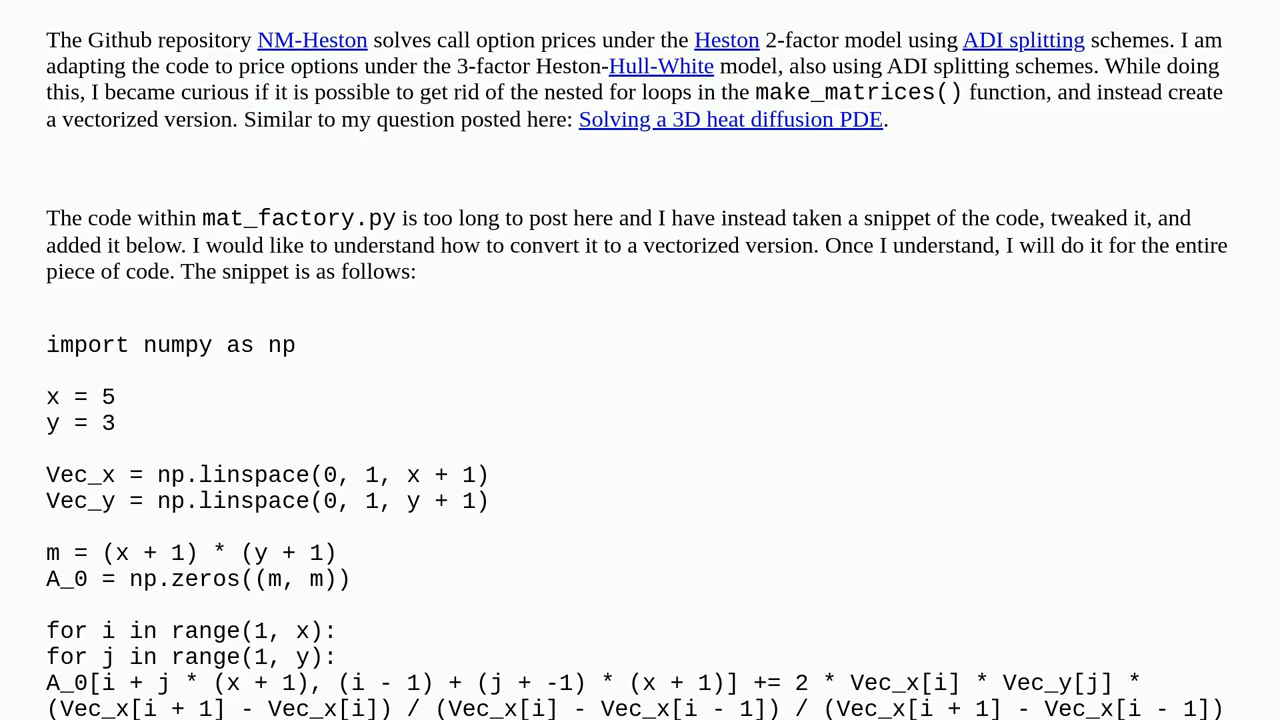 The Github repository NM-Heston solves call option prices under the Heston 2-factor model using ADI splitting schemes. I am
adapting the code to price options under the 3-factor Heston-Hull-White model, also using ADI splitting schemes. While doing
this, I became curious if it is possible to get rid of the nested for loops in the make_matrices() function, and instead create
a vectorized version. Similar to my question posted here: Solving a 3D heat diffusion PDE.
The code within mat_factory.py is too long to post here and I have instead taken a snippet of the code, tweaked it, and
added it below. I would like to understand how to convert it to a vectorized version. Once I understand, I will do it for the entire
piece of code. The snippet is as follows:
import numpy as np
x = 5
y = 3
Vec_x = np.linspace(0, 1, x + 1)
Vec_y = np.linspace(0, 1, y + 1)
m = (x + 1) * (y + 1)
A_0 = np.zeros((m, m))
for i in range(1, x):
for j in range(1, y):
A_0[i + j * (x + 1), (i - 1) + (j + -1) * (x + 1)] += 2 * Vec_x[i] * Vec_y[j] *
(Vec_x[i + 1] - Vec_x[i]) / (Vec_x[i] - Vec_x[i - 1]) / (Vec_x[i + 1] - Vec_x[i - 1])